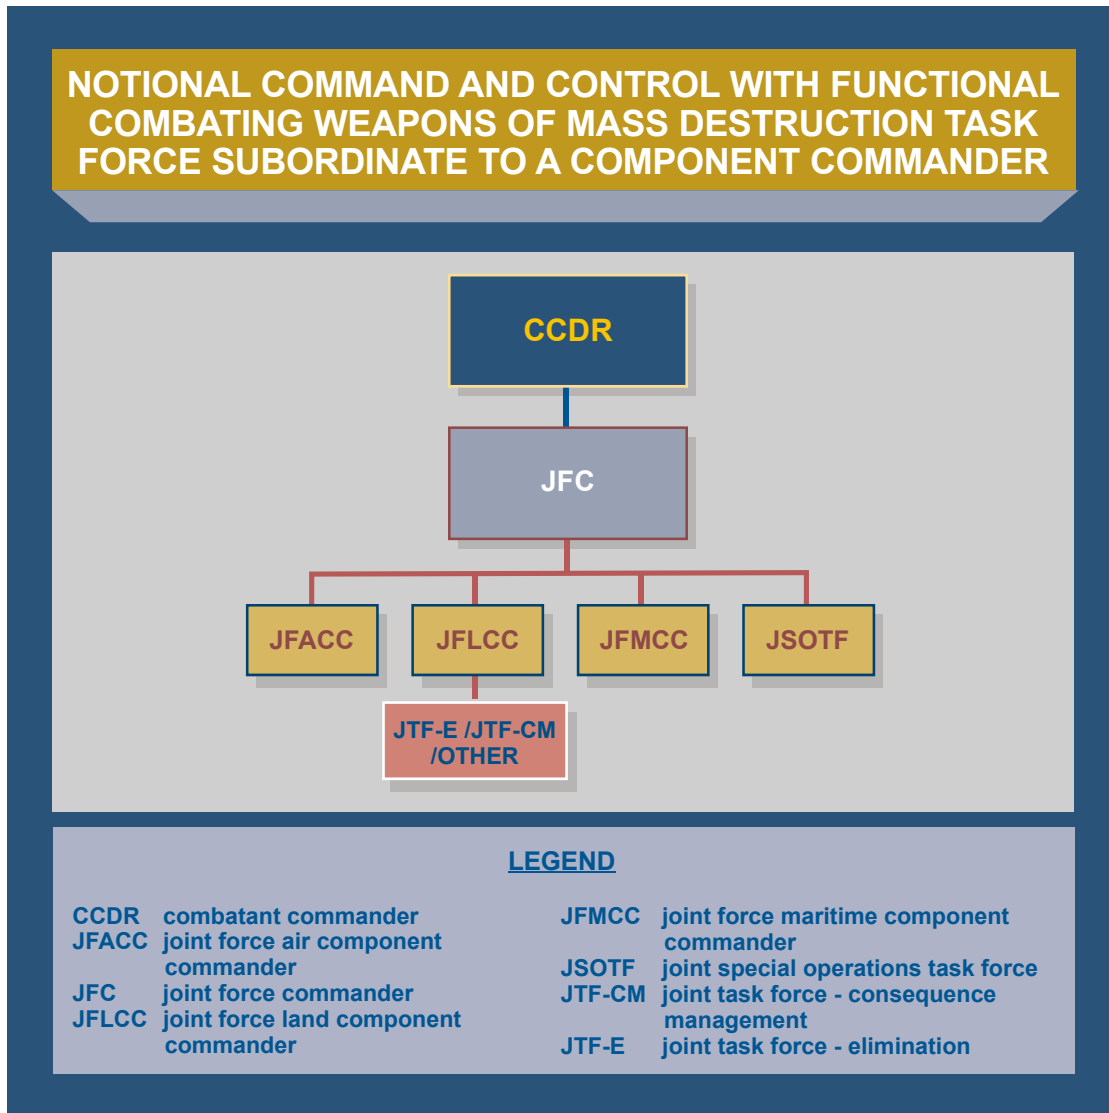 NOTIONAL COMMAND AND CONTROL WITH FUNCTIONAL
COMBATING WEAPONS OF MASS DESTRUCTION TASK
FORCE SUBORDINATE TO A COMPONENT COMMANDER
CCDR
JFC
JFACC
JFLCC
JFMCC
JSOTF
JTF-E /JTF-CM
/OTHER
LEGEND
CCDR combatant commander
JFACC joint force air component
commander
JFC joint force commander
JFLCC joint force land component
commander
JFMCC joint force maritime component
commander
JSOTF joint special operations task force
JTF-CM joint task force - consequence
management
JTF-E joint task force - elimination